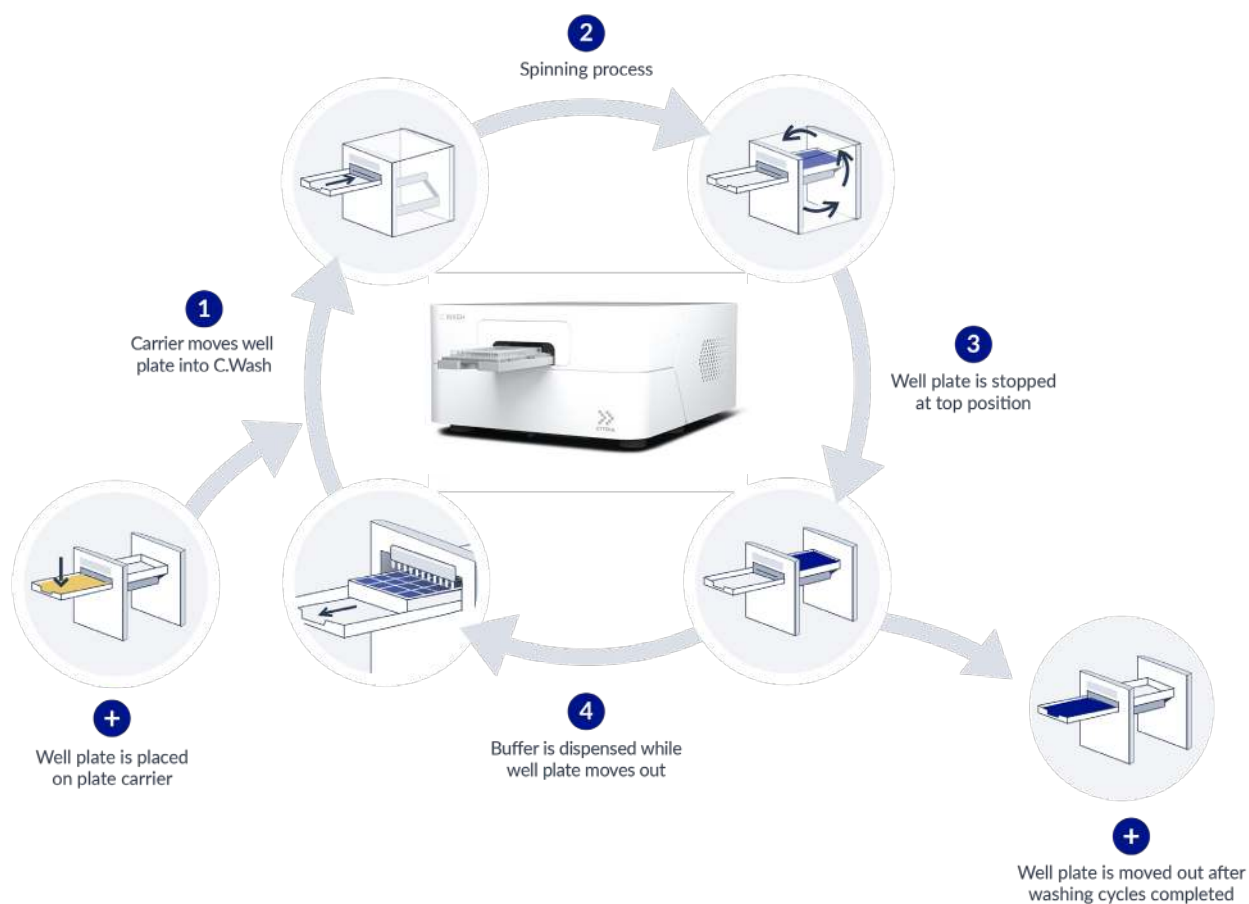 2
Spinning process
1
Carrier moves well
plate into C.Wash
3
Well plate is stopped
at top position
+
Well plate is placed
on plate carrier
4
Buffer is dispensed while
well plate moves out
+
Well plate is moved out after
washing cycles completed